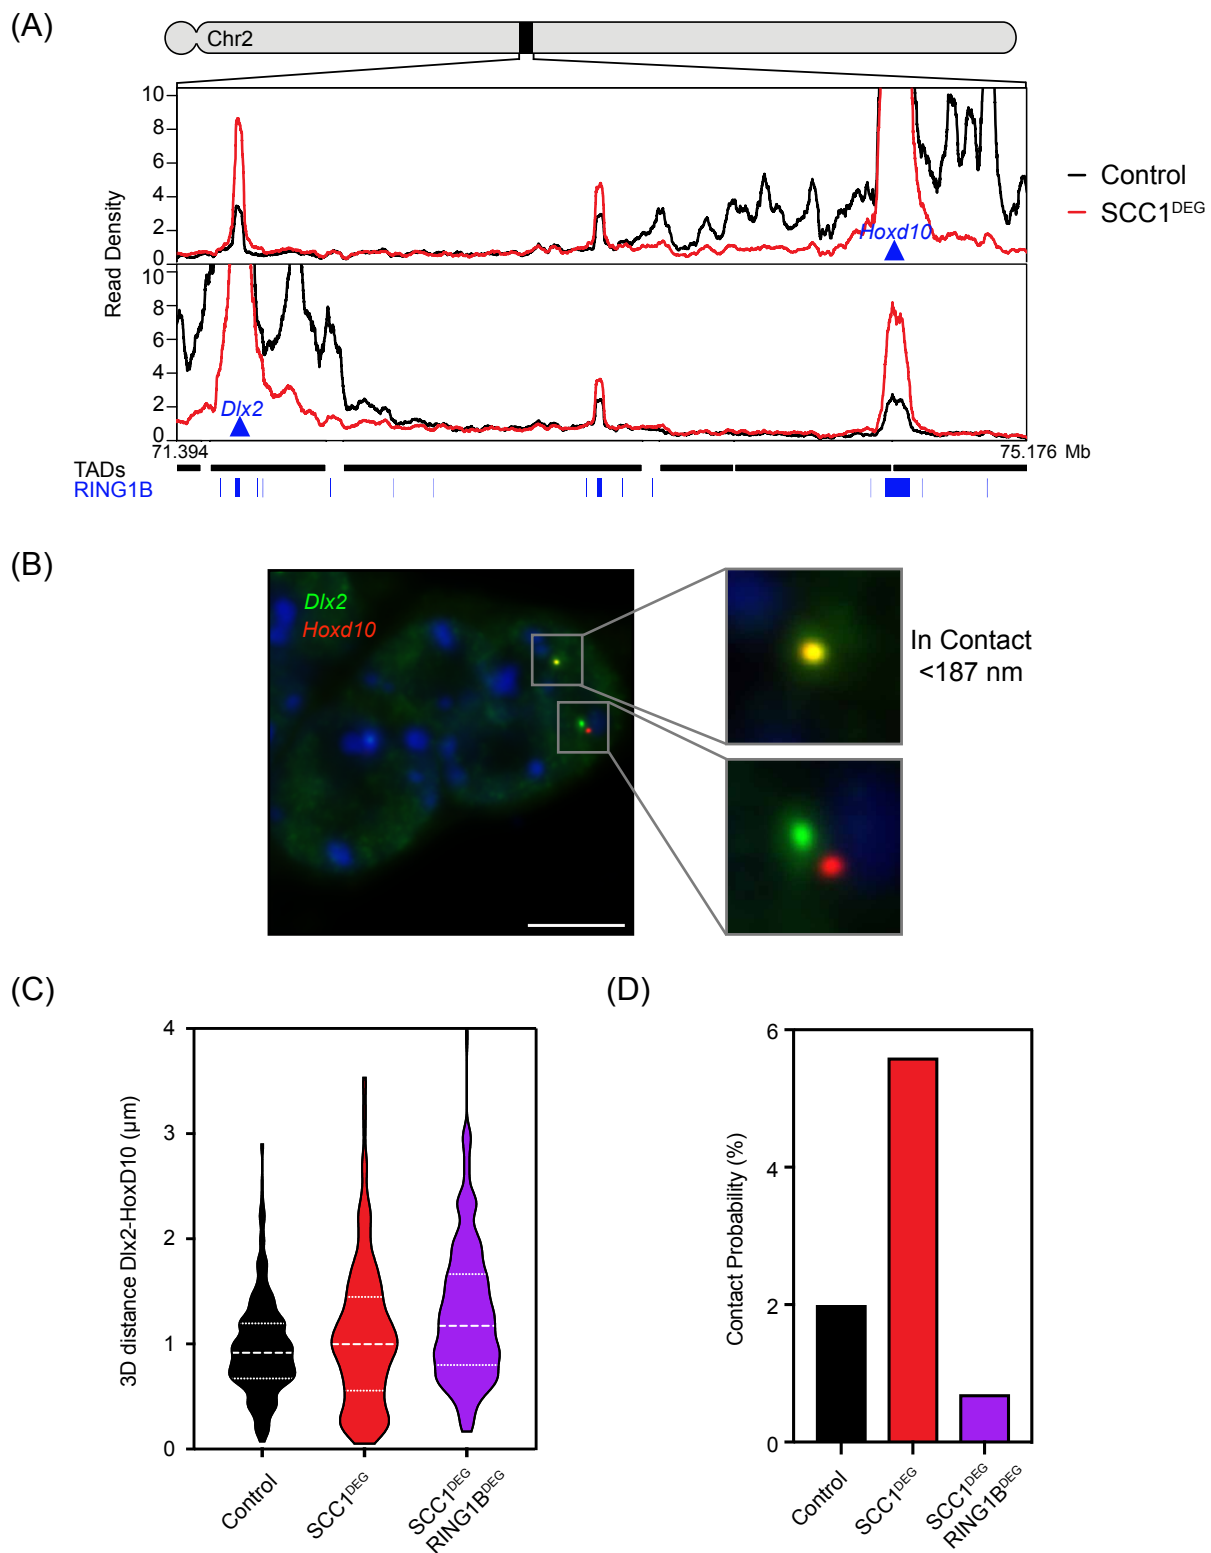 (A)
Chr2
10
8
6
4
2
0
Hoxd10
Control
SCC1DEG
Read Density
10
8
6
4
2
0
Dlx2
71.394
75.176 Mb
TADs
RING1B
(B)
Dlx2
Hoxd10
In Contact
<187 nm
(C)
4
3
2
1
0
3D distance Dlx2-HoxD10 (µm)
Control
SCC1DEG
SCC1DEG
RING1BDEG
(D)
6
4
2
0
Contact Probability (%)
Control
SCC1DEG
SCC1DEG
RING1BDEG